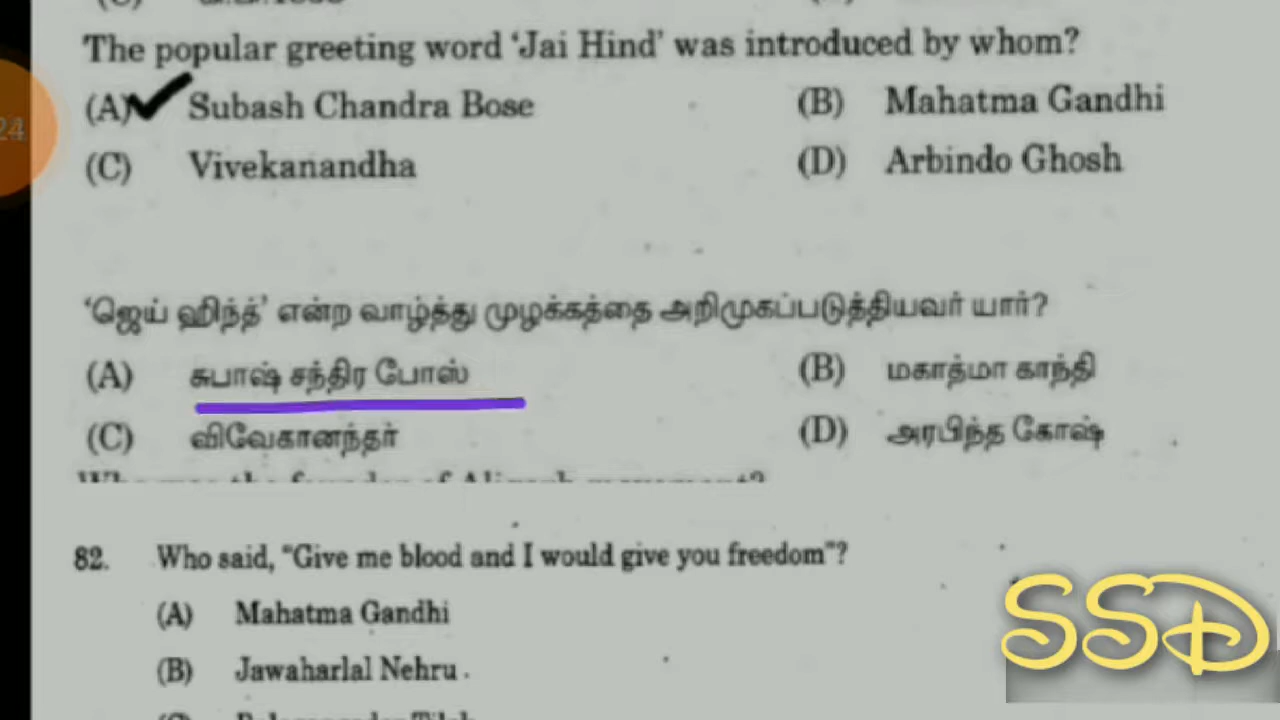 The popular greeting word ‘Jai Hind’ was introduced by whom?
(A) Subash Chandra Bose (B) Mahatma Gandhi
(C) Vivekanandha (D) Arbindo Ghosh
‘ஜெய் ஹிந்த்’ என்ற வாழ்த்து முழக்கத்தை அறிமுகப்படுத்தியவர் யார்?
(A) சுபாஷ் சந்திர போஸ் (B) மகாத்மா காந்தி
(C) விவேகானந்தர் (D) அரபிந்த கோஷ்
82. Who said, “Give me blood and I would give you freedom”?
(A) Mahatma Gandhi
(B) Jawaharlal Nehru
SSD
24